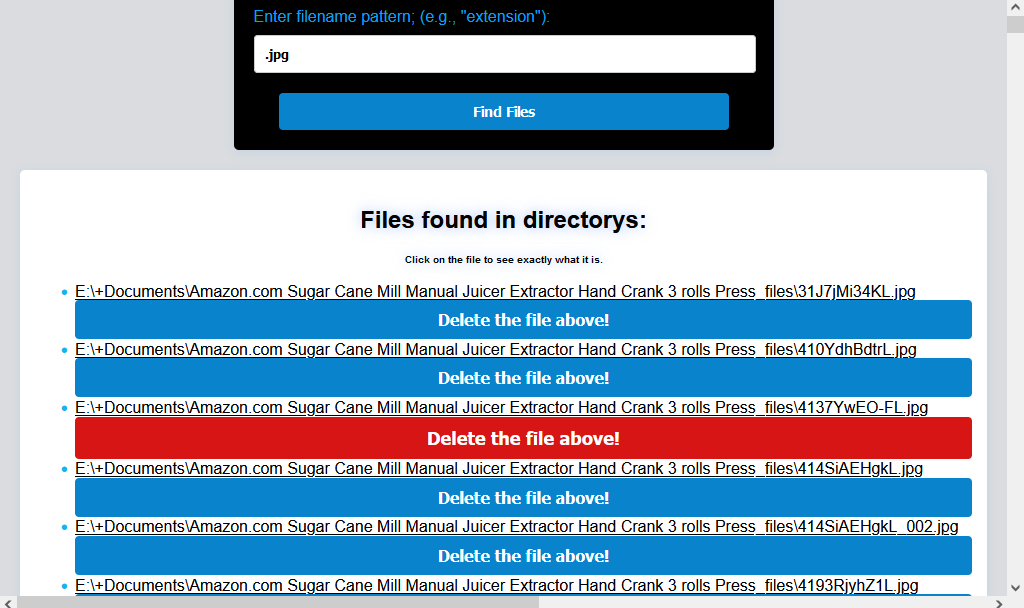 Enter filename pattern; (e.g., "extension"):
.jpg
Find Files
Files found in directorys:
Click on the file to see exactly what it is.
E:\+Documents\Amazon.com Sugar Cane Mill Manual Juicer Extractor Hand Crank 3 rolls Press_files\31J7jMi34KL.jpg
Delete the file above!
E:\+Documents\Amazon.com Sugar Cane Mill Manual Juicer Extractor Hand Crank 3 rolls Press_files\410YdhBdtrL.jpg
Delete the file above!
E:\+Documents\Amazon.com Sugar Cane Mill Manual Juicer Extractor Hand Crank 3 rolls Press_files\4137YwEO-FL.jpg
Delete the file above!
E:\+Documents\Amazon.com Sugar Cane Mill Manual Juicer Extractor Hand Crank 3 rolls Press_files\414SiAEHgkL.jpg
Delete the file above!
E:\+Documents\Amazon.com Sugar Cane Mill Manual Juicer Extractor Hand Crank 3 rolls Press_files\414SiAEHgkL_002.jpg
Delete the file above!
E:\+Documents\Amazon.com Sugar Cane Mill Manual Juicer Extractor Hand Crank 3 rolls Press_files\4193RjyhZ1L.jpg